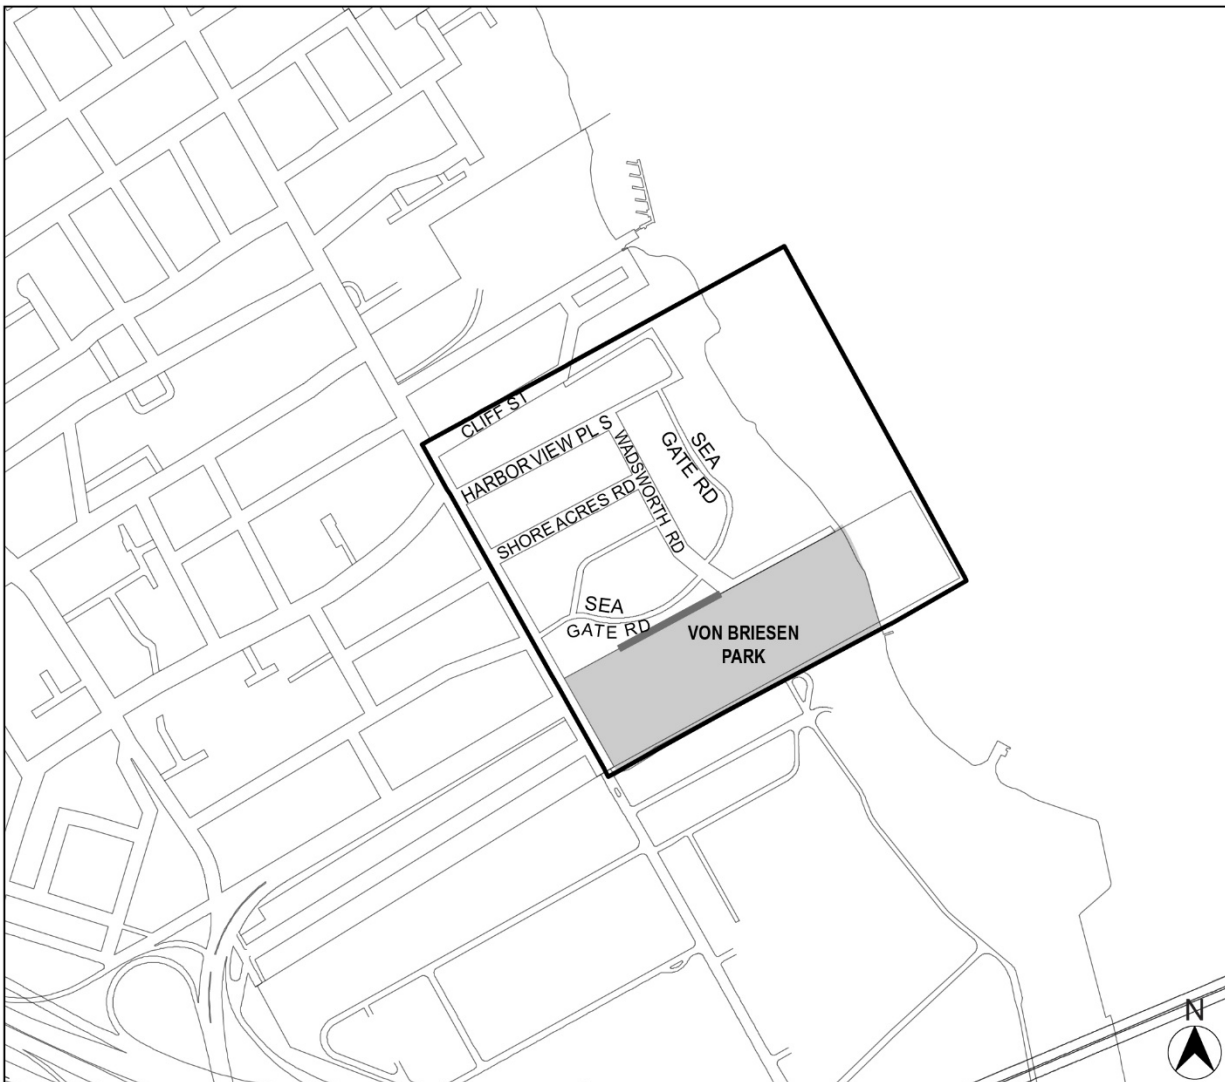 CLIFF ST
HARBOR VIEW PL S
WADSWORTH RD
SEA
GATE RD
SHORE ACRES RD
SEA
GATE RD
VON BRIESEN
PARK
N